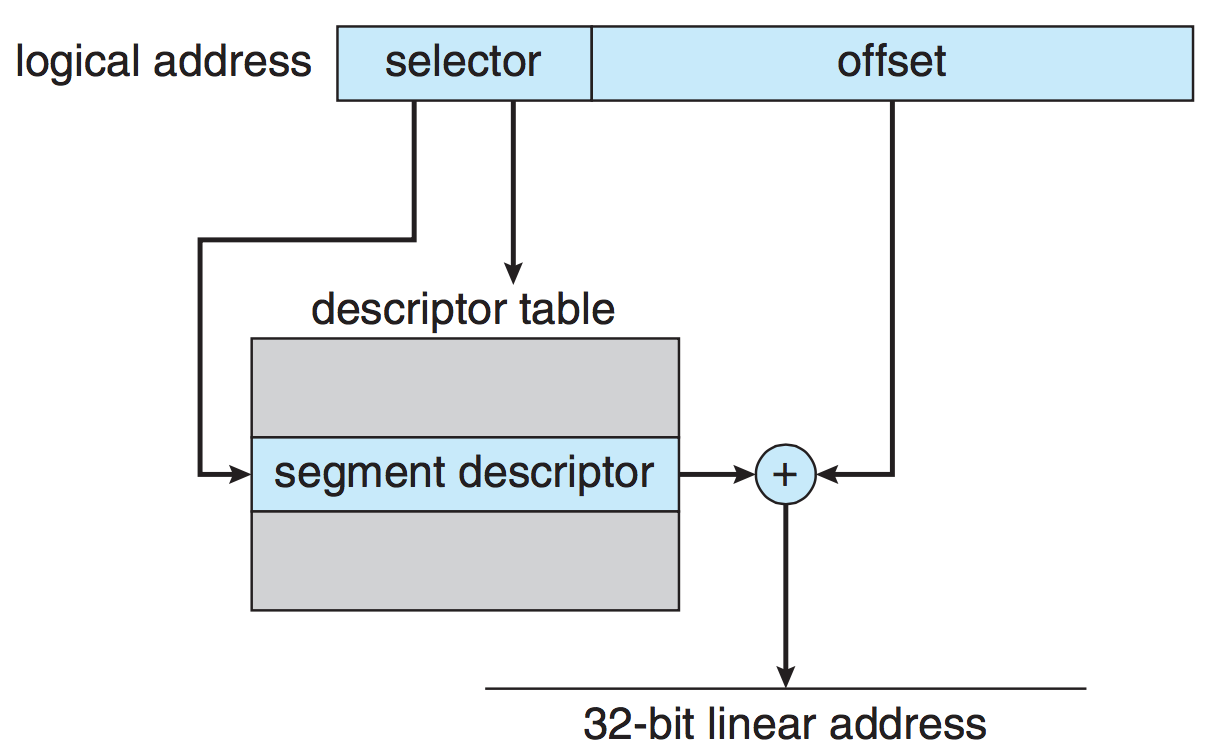 logical address
selector
offset
descriptor table
segment descriptor
+
32-bit linear address